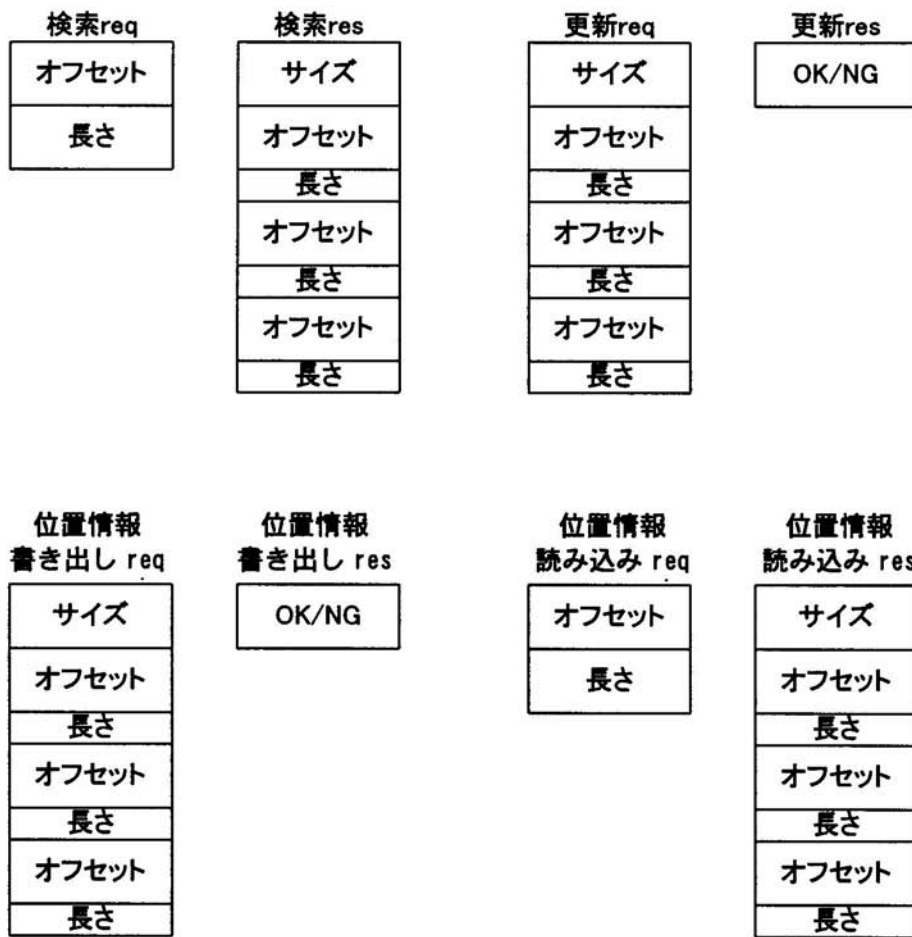 検索req
オフセット
長さ
検索res
サイズ
オフセット
長さ
オフセット
長さ
オフセット
長さ
更新req
サイズ
オフセット
長さ
オフセット
長さ
オフセット
長さ
更新res
OK/NG
位置情報
書き出し req
サイズ
オフセット
長さ
オフセット
長さ
オフセット
長さ
位置情報
書き出し res
OK/NG
位置情報
読み込み req
オフセット
長さ
位置情報
読み込み res
サイズ
オフセット
長さ
オフセット
長さ
オフセット
長さ